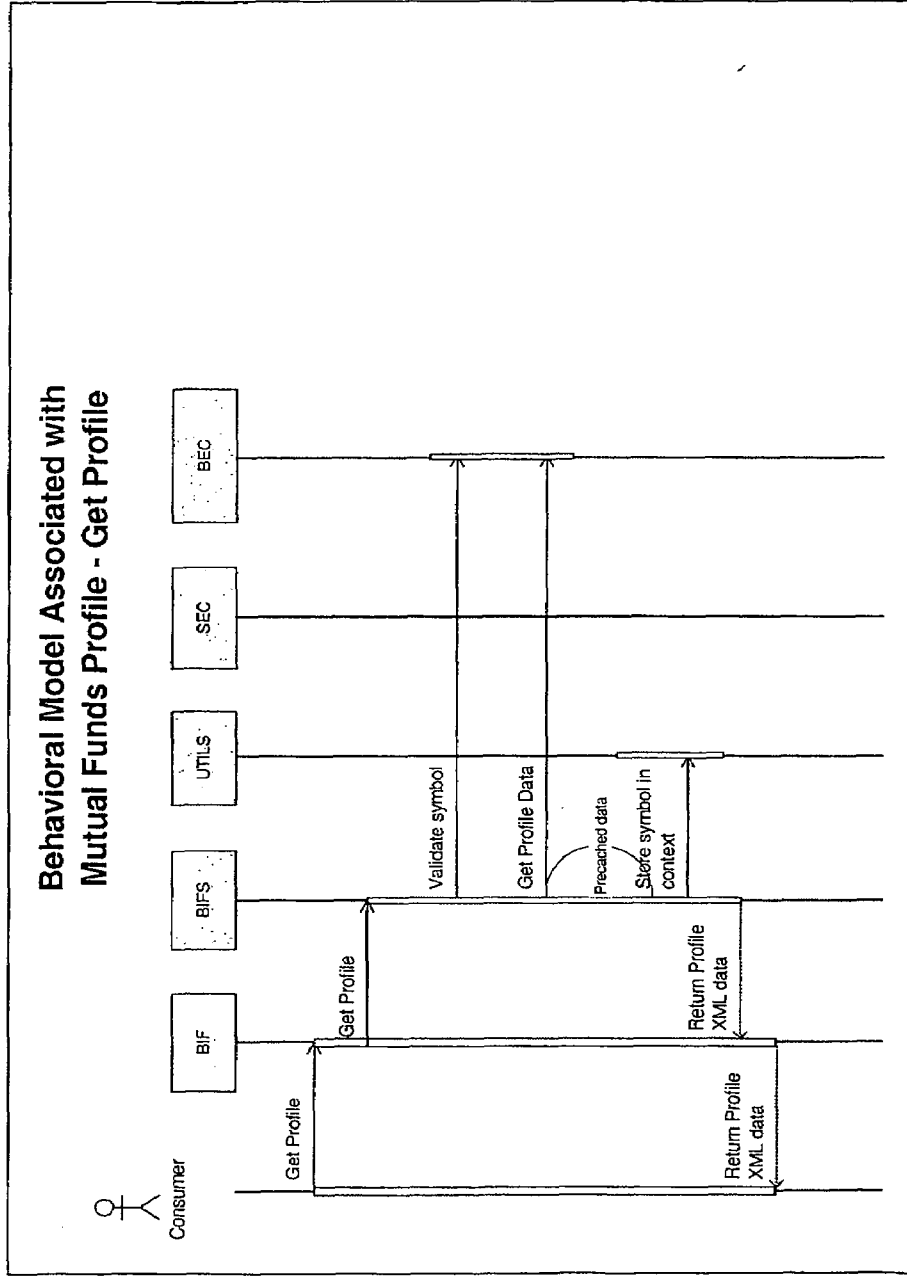 Behavioral Model Associated with
Mutual Funds Profile - Get Profile
Consumer
BIF
BIFS
UTILS
SEC
BEC
Get Profile
Get Profile
Validate symbol
Get Profile Data
Precached data
Store symbol in
context
Return Profile
XML data
Return Profile
XML data